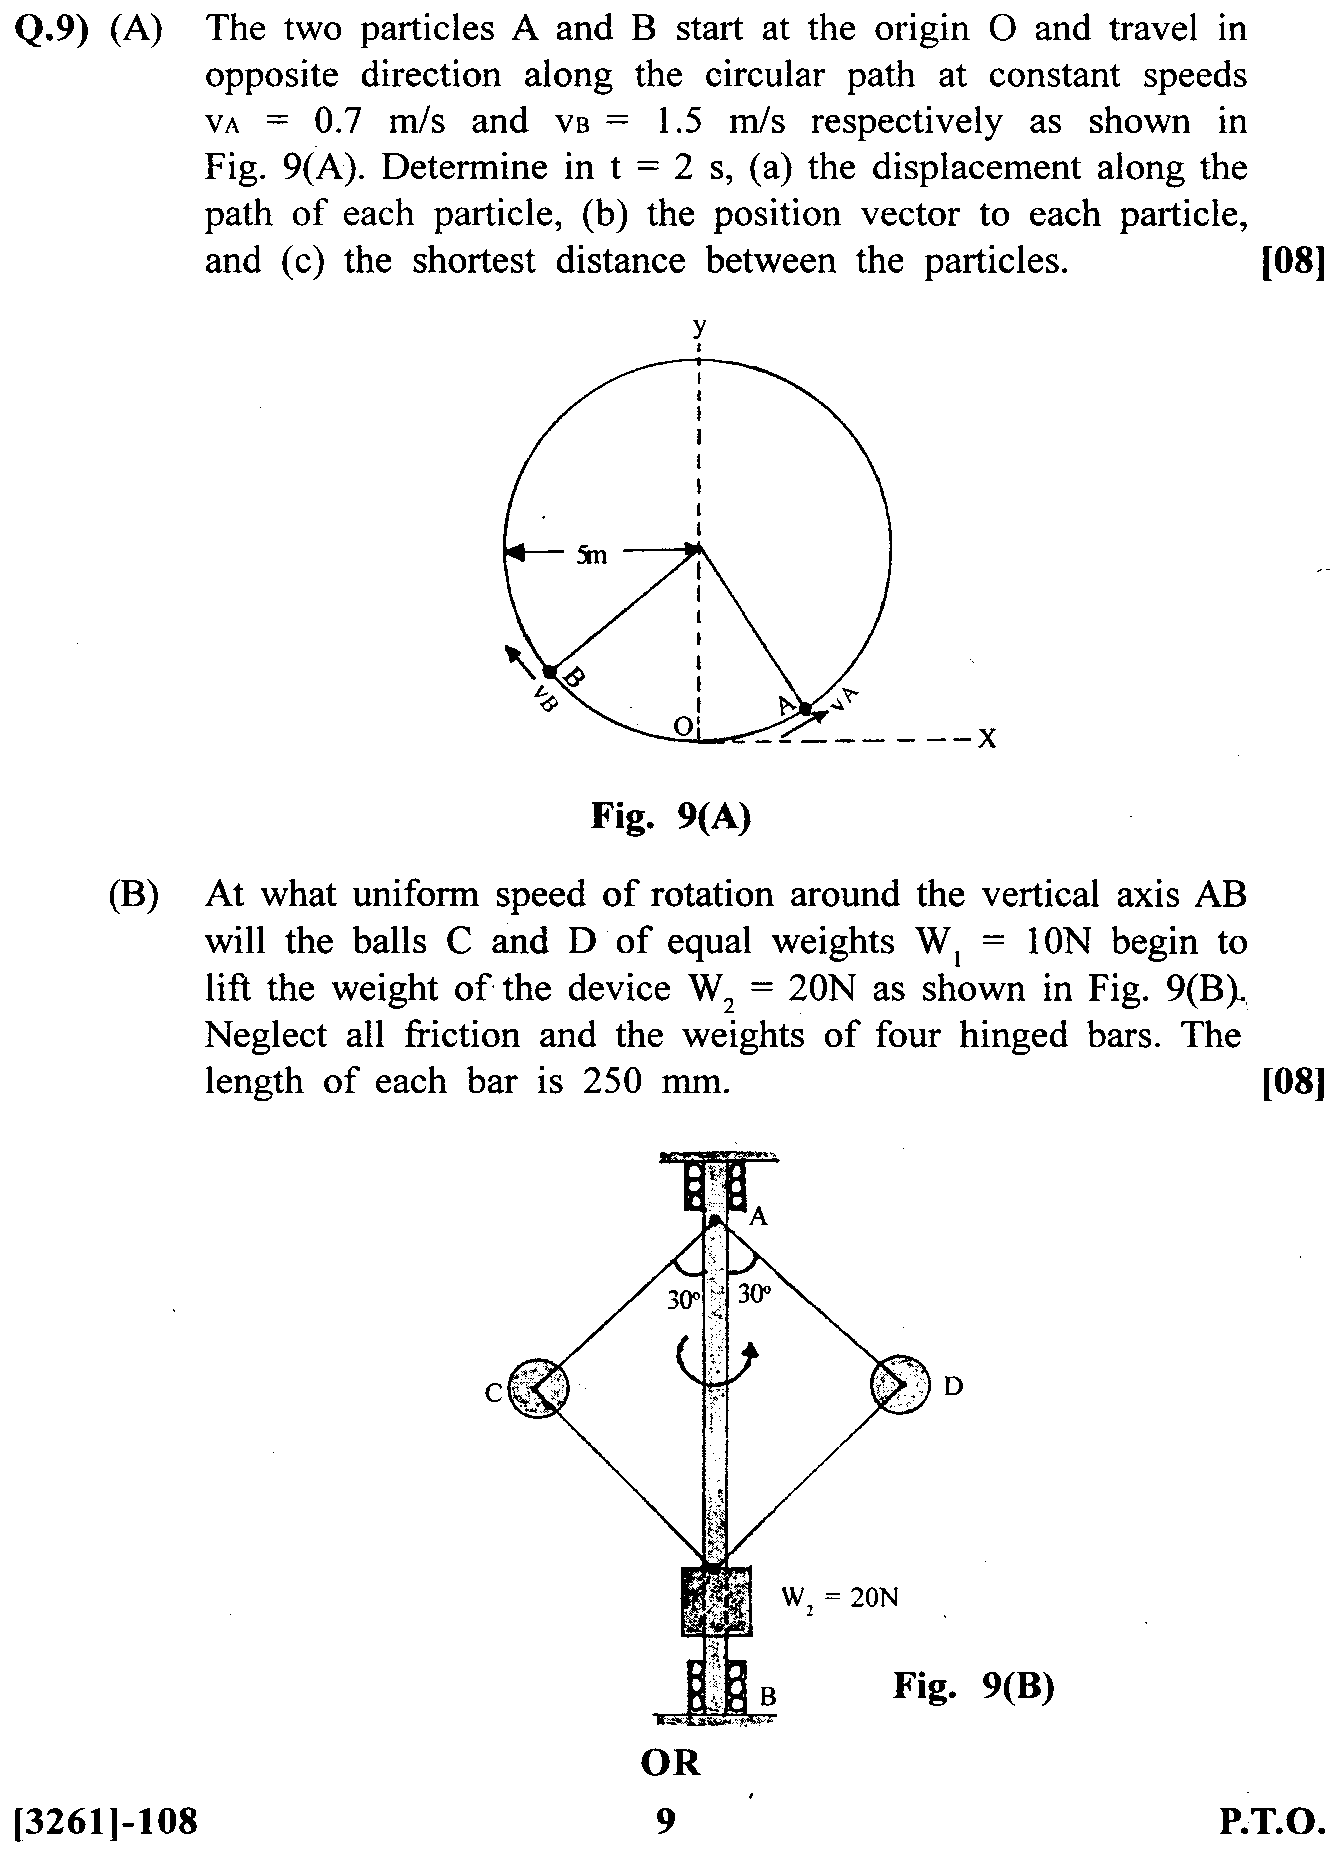 Q.9) (A) The two particles A and B start at the origin O and travel in
opposite direction along the circular path at constant speeds
vA = 0.7 m/s and vB = 1.5 m/s respectively as shown in
Fig. 9(A). Determine in t = 2 s, (a) the displacement along the
path of each particle, (b) the position vector to each particle,
and (c) the shortest distance between the particles. [08]
y
5m
B
vB
A
vA
O
X
Fig. 9(A)
(B) At what uniform speed of rotation around the vertical axis AB
will the balls C and D of equal weights W1 = 10N begin to
lift the weight of the device W2 = 20N as shown in Fig. 9(B).
Neglect all friction and the weights of four hinged bars. The
length of each bar is 250 mm. [08]
A
30° 30°
C D
W2 = 20N
B
Fig. 9(B)
OR
[3261]-108 9 P.T.O.